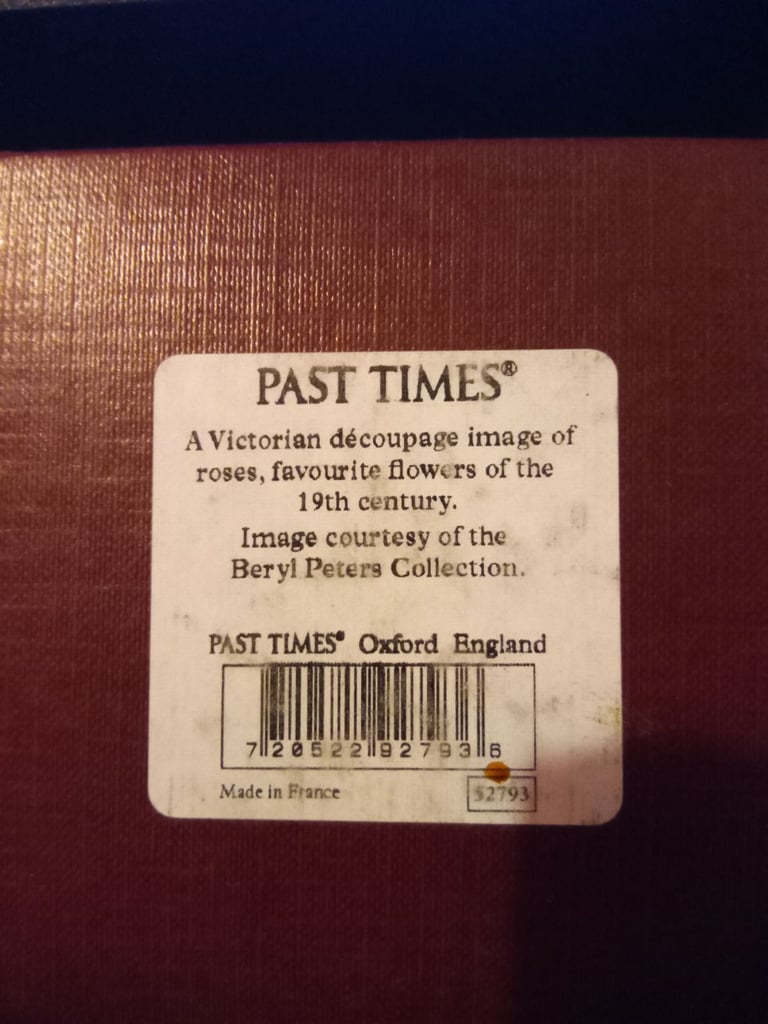 PAST TIMES®
A Victorian découpage image of
roses, favourite flowers of the
19th century.
Image courtesy of the
Beryl Peters Collection.
PAST TIMES® Oxford England
7 20522 92793 6
Made in France
52793